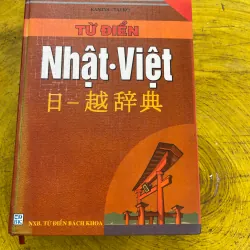 TỪ ĐIỂN
Nhật-Việt
日－越辞典
NXB. TỪ ĐIỂN BÁCH KHOA